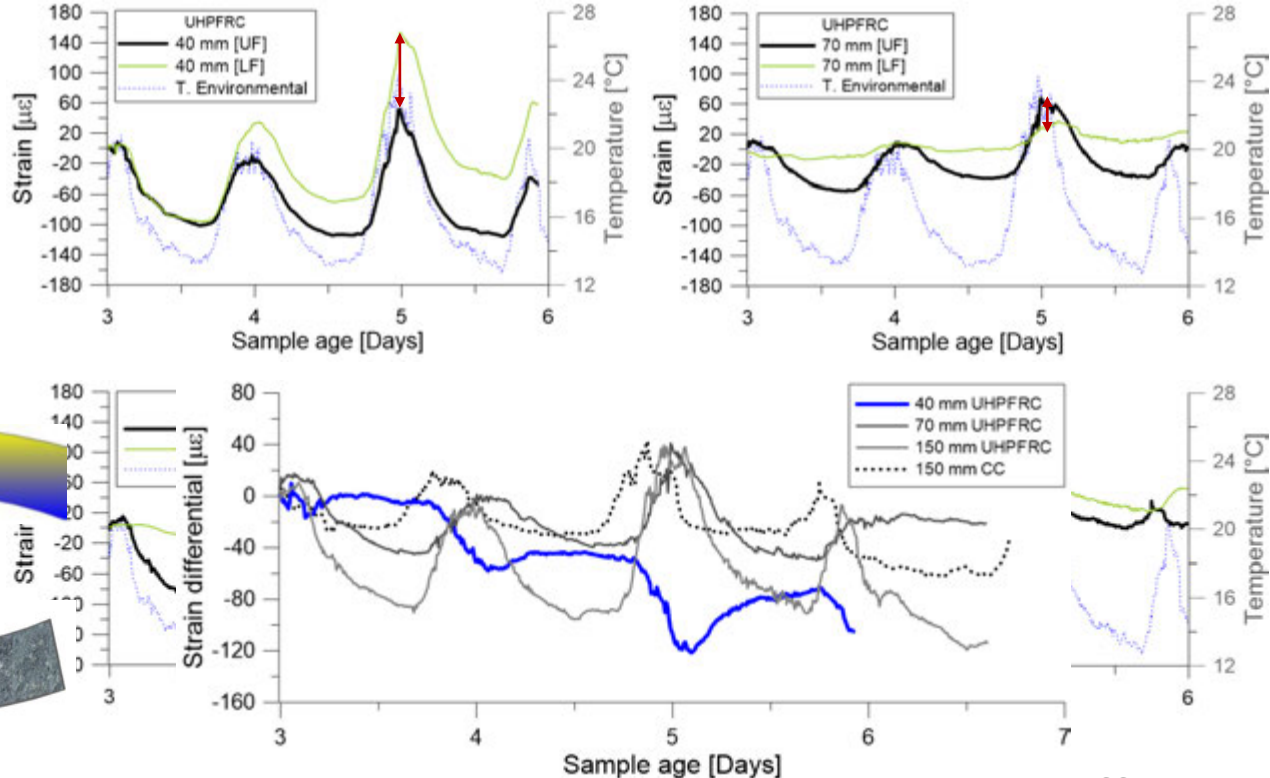 UHPFRC
40 mm [UF]
40 mm [LF]
T. Environmental
Strain [με]
180
140
100
60
20
-20
-60
-100
-140
-180
28
24
20
16
12
Temperature [°C]
3 4 5 6
Sample age [Days]
UHPFRC
70 mm [UF]
70 mm [LF]
T. Environmental
Strain [με]
180
140
100
60
20
-20
-60
-100
-140
-180
28
24
20
16
12
Temperature [°C]
3 4 5 6
Sample age [Days]
180
140
20
-20
-60
3
40 mm UHPFRC
70 mm UHPFRC
150 mm UHPFRC
150 mm CC
Strain differential [με]
80
40
0
-40
-80
-120
-160
3 4 5 6 7
Sample age [Days]
28
24
20
16
12
Temperature [°C]
6